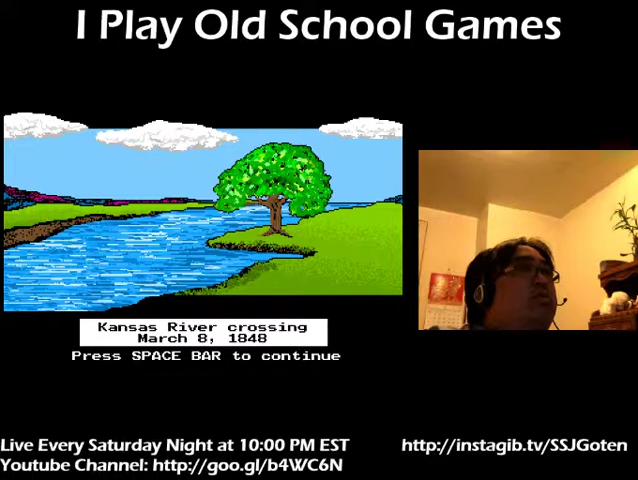 I Play Old School Games
Kansas River crossing
March 8, 1848
Press SPACE BAR to continue
Live Every Saturday Night at 10:00 PM EST
http://instagib.tv/SSJGoten
Youtube Channel: http://goo.gl/b4WC6N